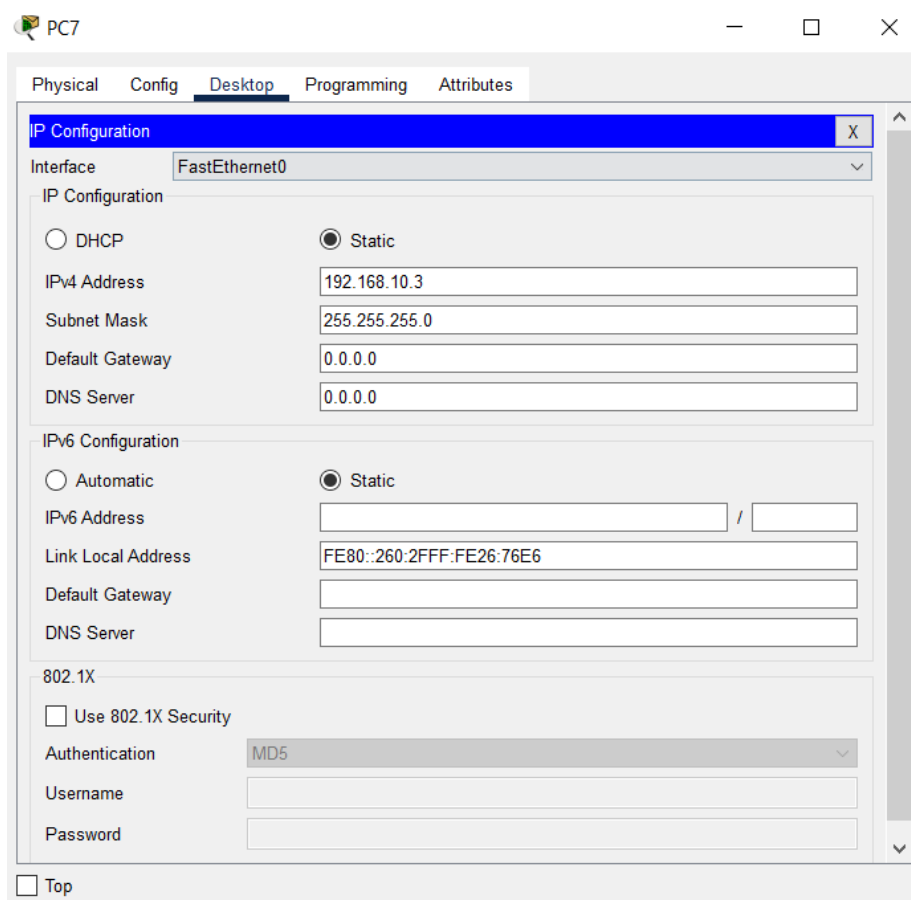 PC7
Physical Config Desktop Programming Attributes
IP Configuration X
Interface FastEthernet0
IP Configuration
DHCP Static
IPv4 Address 192.168.10.3
Subnet Mask 255.255.255.0
Default Gateway 0.0.0.0
DNS Server 0.0.0.0
IPv6 Configuration
Automatic Static
IPv6 Address /
Link Local Address FE80::260:2FFF:FE26:76E6
Default Gateway
DNS Server
802.1X
Use 802.1X Security
Authentication MD5
Username
Password
Top